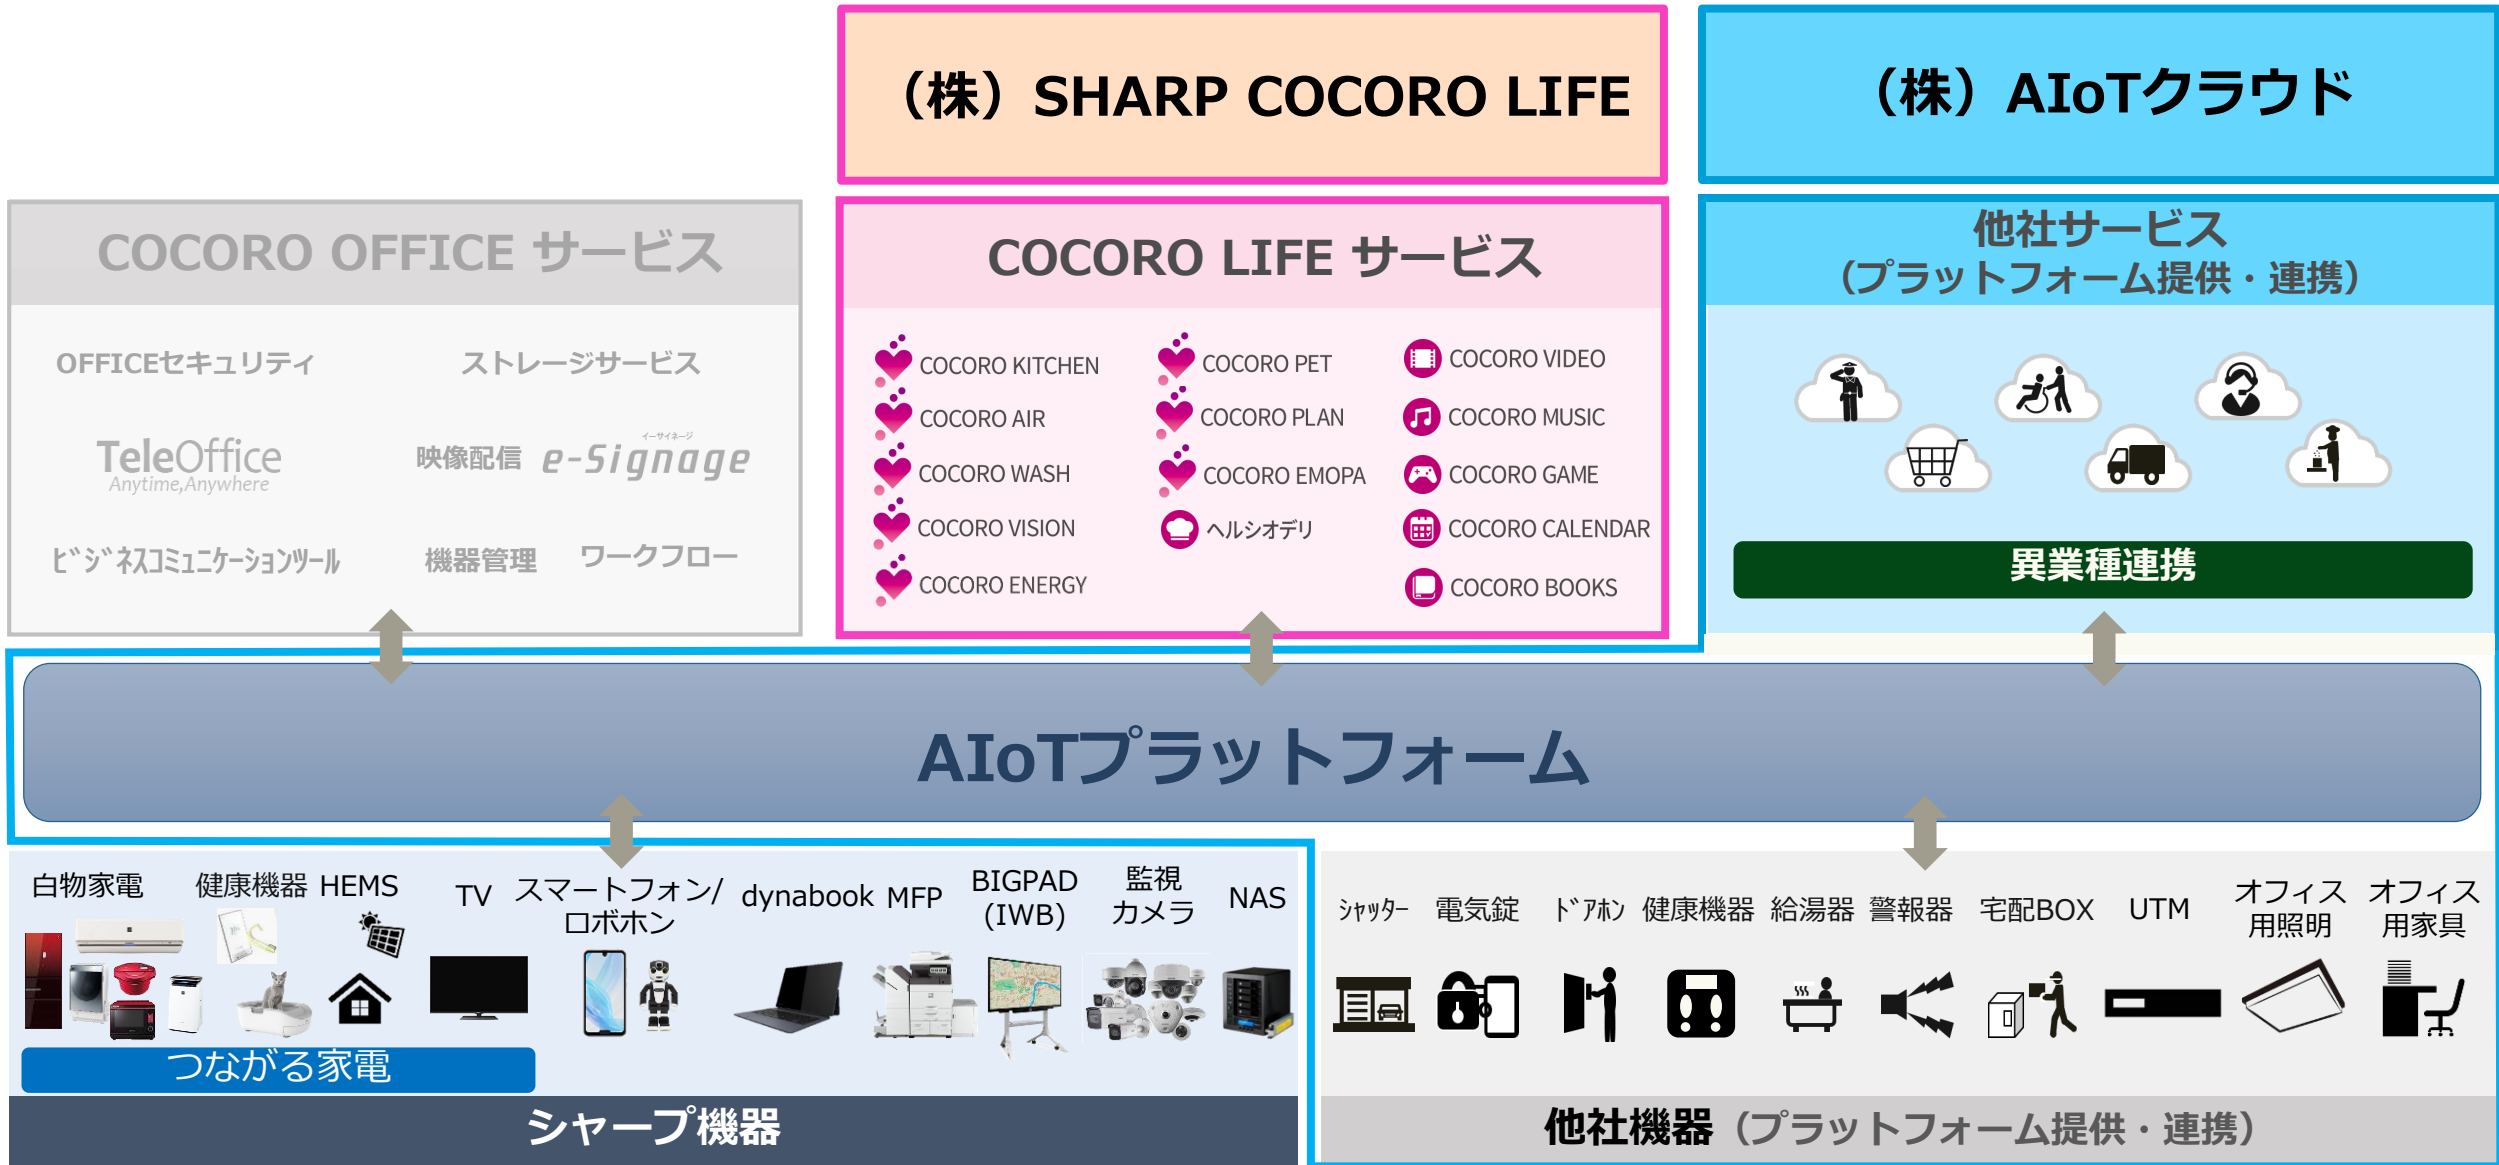 （株）SHARP COCORO LIFE
（株）AIoTクラウド
COCORO OFFICE サービス
OFFICEセキュリティ
ストレージサービス
TeleOffice
Anytime,Anywhere
映像配信
イーサイネージ
e-Signage
ﾋﾞｼﾞﾈｽｺﾐｭﾆｹｰｼｮﾝﾂｰﾙ
機器管理
ワークフロー
COCORO LIFE サービス
COCORO KITCHEN
COCORO AIR
COCORO WASH
COCORO VISION
COCORO ENERGY
COCORO PET
COCORO PLAN
COCORO EMOPA
ヘルシオデリ
COCORO VIDEO
COCORO MUSIC
COCORO GAME
COCORO CALENDAR
COCORO BOOKS
他社サービス
（プラットフォーム提供・連携）
異業種連携
AIoTプラットフォーム
白物家電
健康機器
HEMS
TV
スマートフォン/
ロボホン
dynabook
MFP
BIGPAD
(IWB)
監視
カメラ
NAS
つながる家電
シャープ機器
ｼｬｯﾀｰ
電気錠
ﾄﾞｱﾎﾝ
健康機器
給湯器
警報器
宅配BOX
UTM
オフィス
用照明
オフィス
用家具
他社機器（プラットフォーム提供・連携）